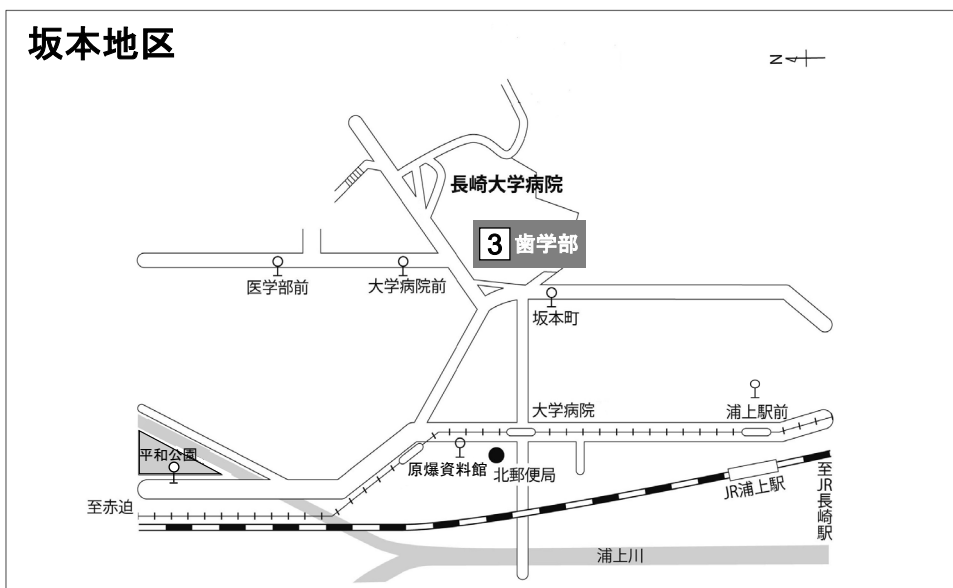 坂本地区
N
長崎大学病院
3 歯学部
医学部前
大学病院前
坂本町
大学病院
浦上駅前
平和公園
原爆資料館
北郵便局
JR浦上駅
至赤迫
至JR長崎駅
浦上川